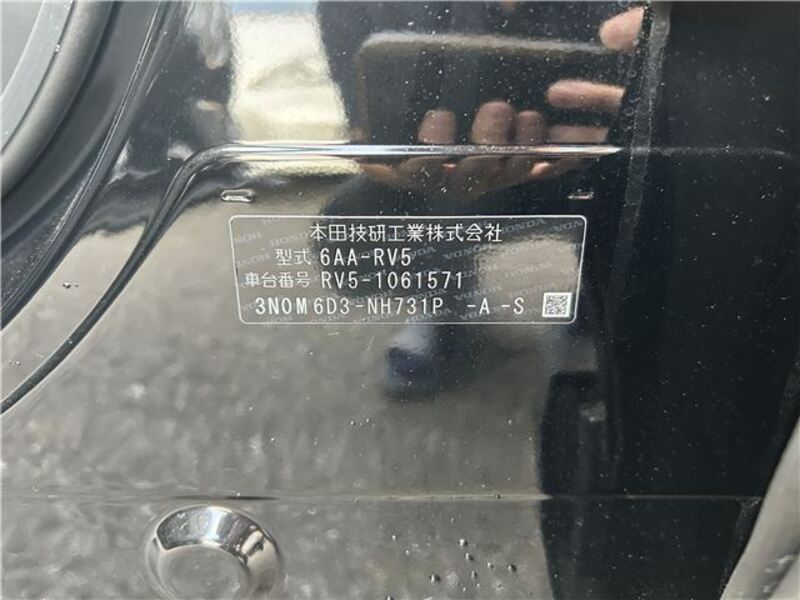 本田技研工業株式会社
型式 6AA-RV5
車台番号 RV5-1061571
3N0M6D3-NH731P -A-S